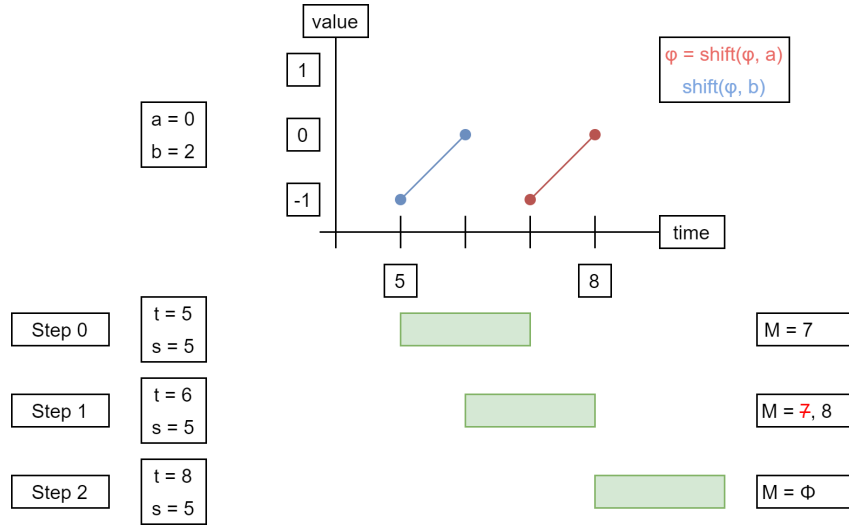 value
1
φ = shift(φ, a)
shift(φ, b)
a = 0
b = 2
0
-1
time
5
8
Step 0
t = 5
s = 5
M = 7
Step 1
t = 6
s = 5
M = 7, 8
Step 2
t = 8
s = 5
M = Φ